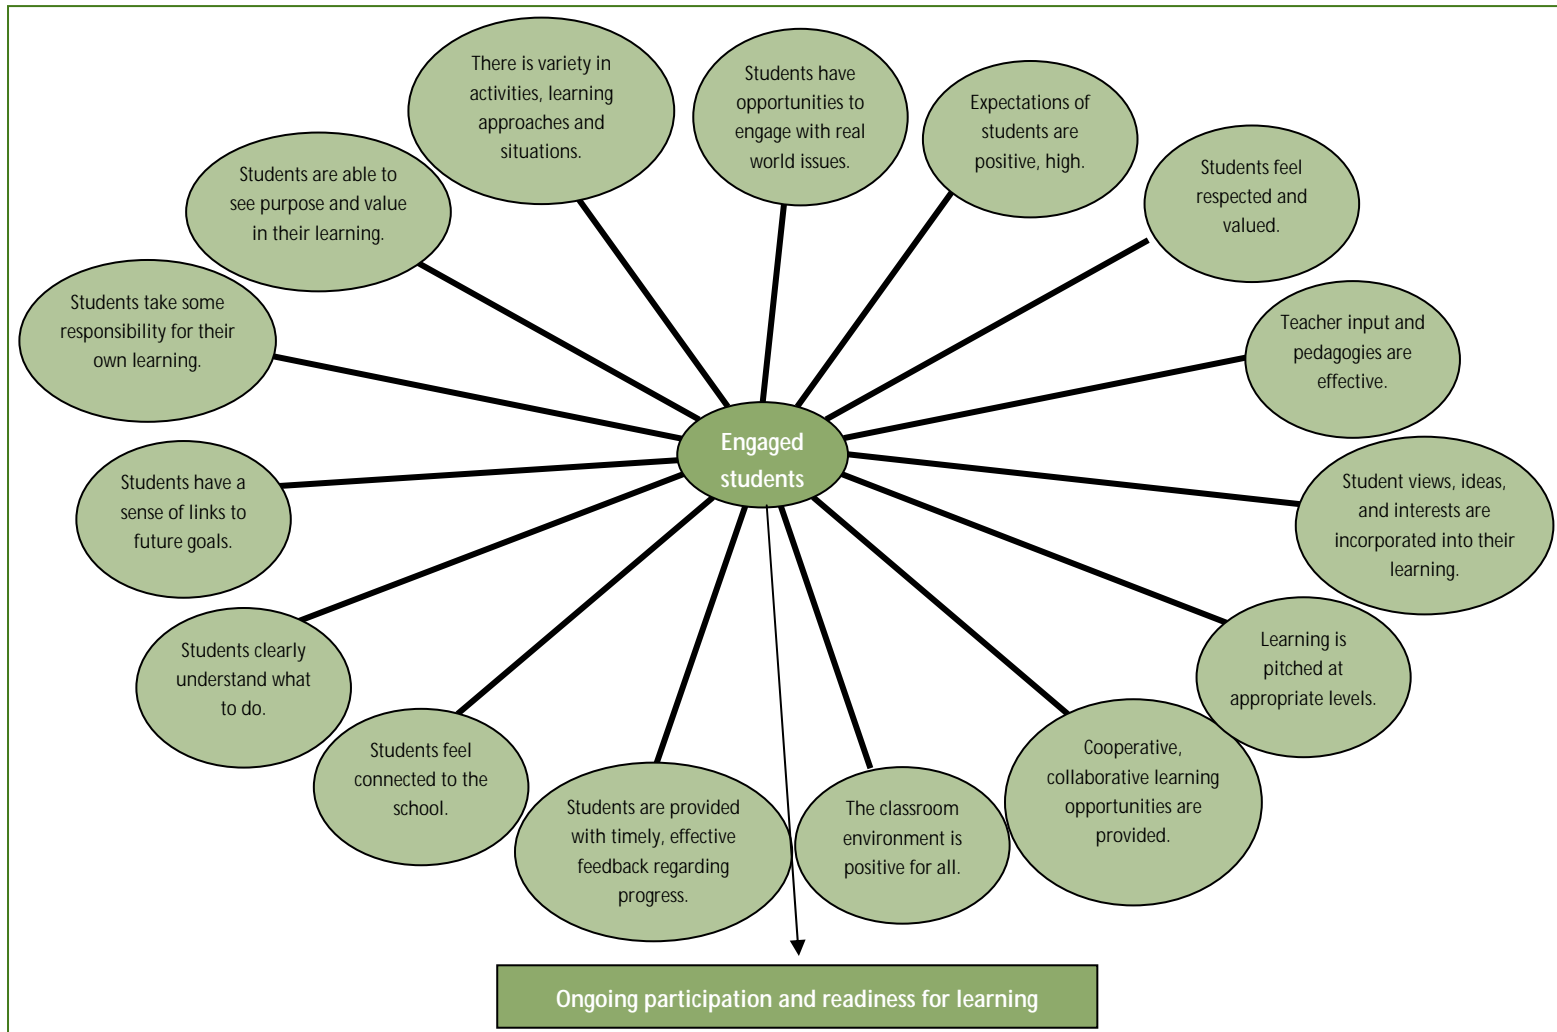 There is variety in
activities, learning
approaches and
situations.
Students have
opportunities to
engage with real
world issues.
Expectations of
students are
positive, high.
Students feel
respected and
valued.
Teacher input and
pedagogies are
effective.
Student views, ideas,
and interests are
incorporated into their
learning.
Learning is
pitched at
appropriate levels.
Cooperative,
collaborative learning
opportunities are
provided.
The classroom
environment is
positive for all.
Students are provided
with timely, effective
feedback regarding
progress.
Students feel
connected to the
school.
Students clearly
understand what
to do.
Students have a
sense of links to
future goals.
Students take some
responsibility for their
own learning.
Students are able to
see purpose and value
in their learning.
Engaged
students
Ongoing participation and readiness for learning